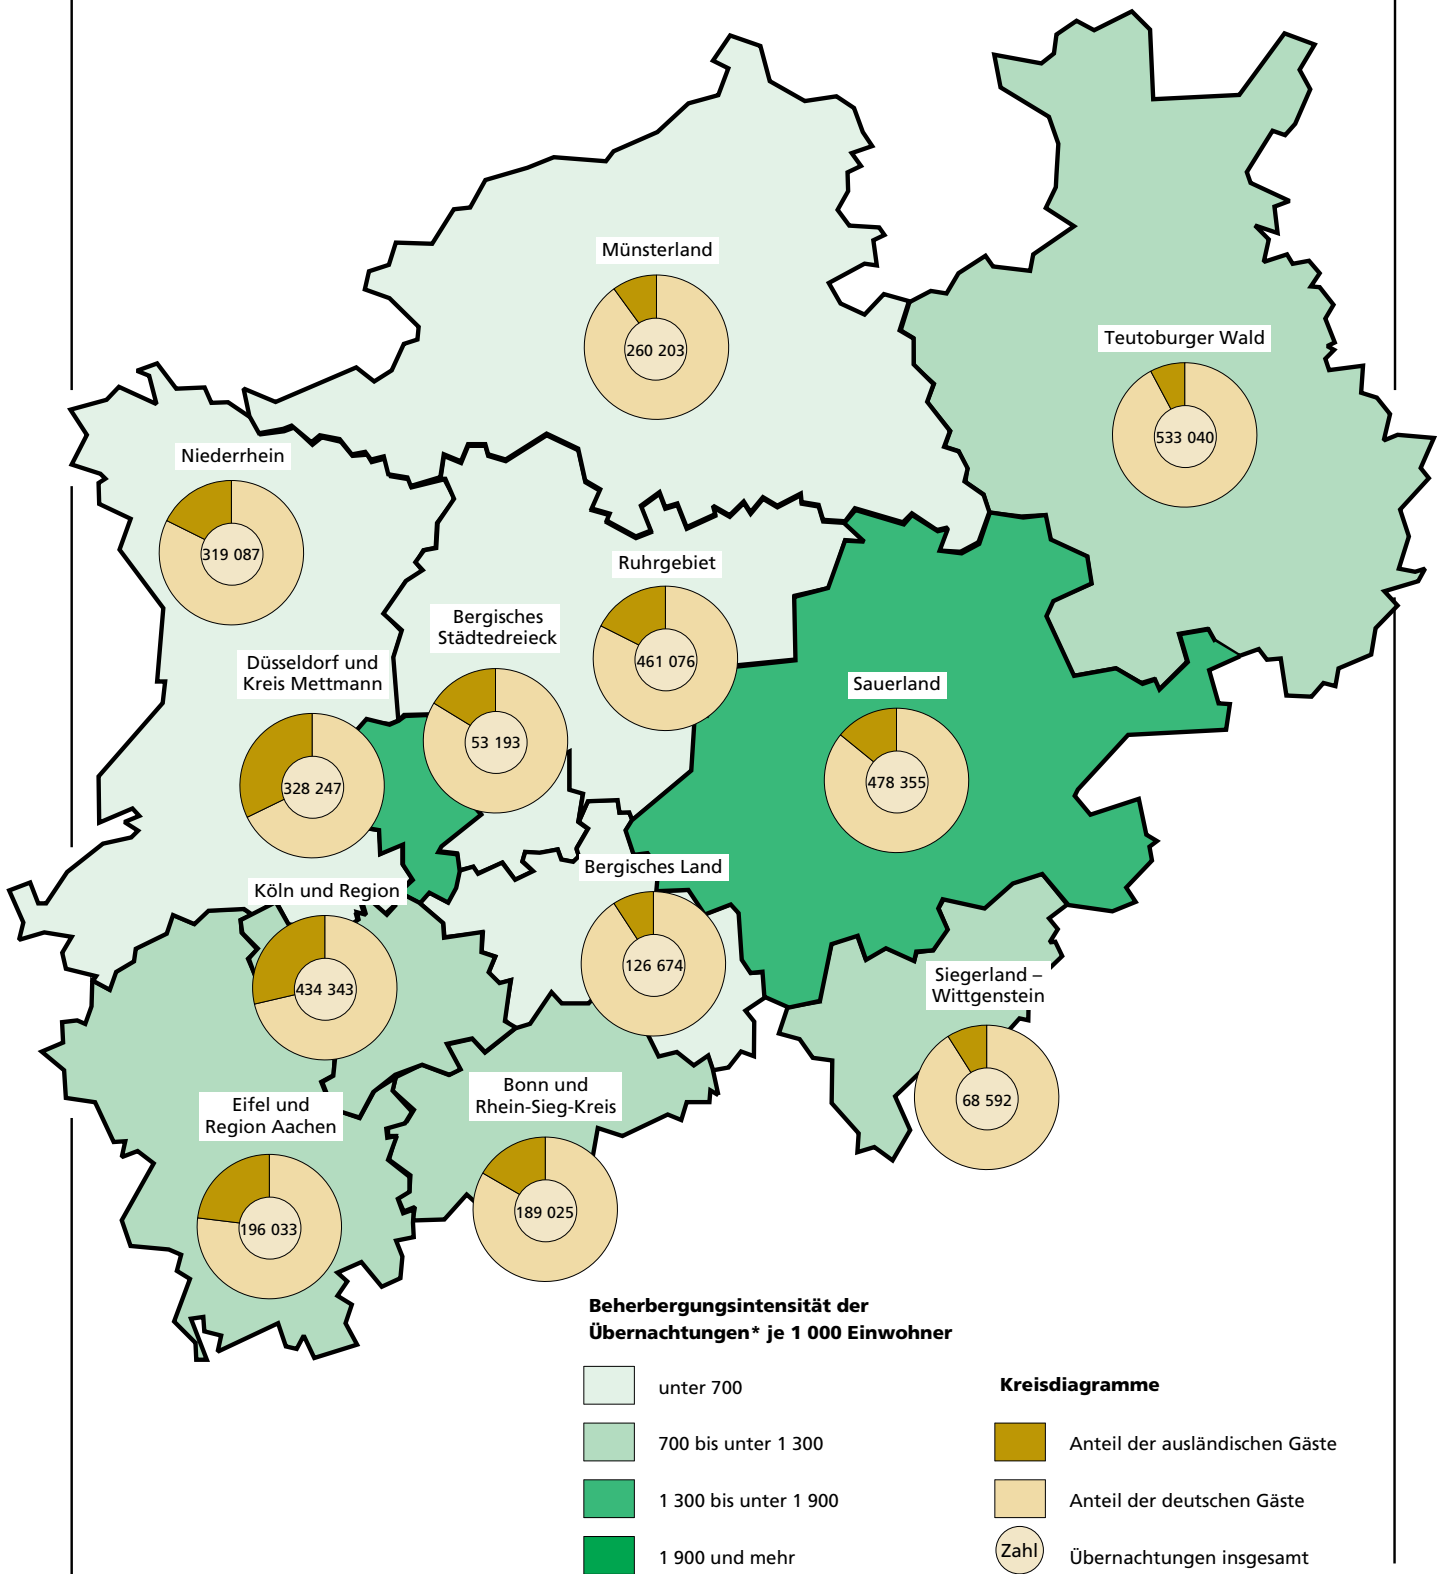 Münsterland
260 203
Teutoburger Wald
533 040
Niederrhein
319 087
Ruhrgebiet
461 076
Bergisches
Städtedreieck
53 193
Düsseldorf und
Kreis Mettmann
328 247
Sauerland
478 355
Bergisches Land
126 674
Köln und Region
434 343
Siegerland –
Wittgenstein
68 592
Bonn und
Rhein-Sieg-Kreis
189 025
Eifel und
Region Aachen
196 033
Beherbergungsintensität der
Übernachtungen* je 1 000 Einwohner
unter 700
700 bis unter 1 300
1 300 bis unter 1 900
1 900 und mehr
Kreisdiagramme
Anteil der ausländischen Gäste
Anteil der deutschen Gäste
Zahl
Übernachtungen insgesamt